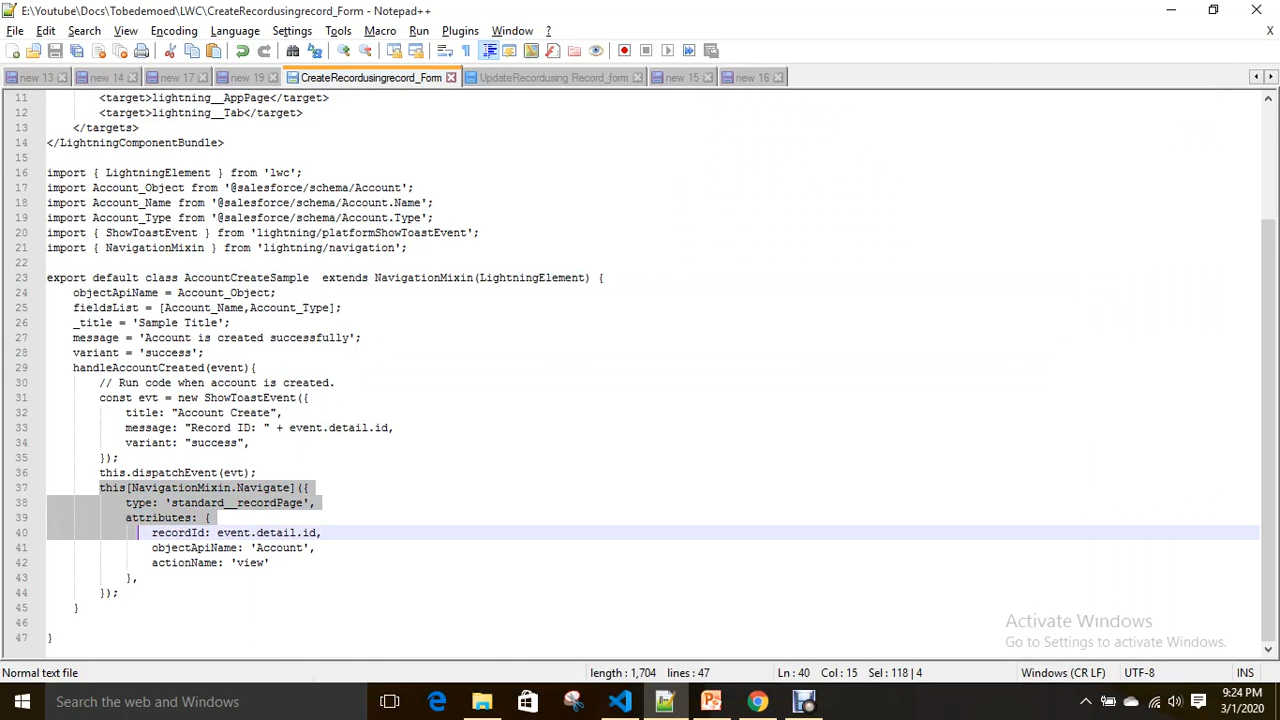 E:\Youtube\Docs\Tobedemoed\LWC\CreateRecordusingrecord_Form - Notepad++
File Edit Search View Encoding Language Settings Tools Macro Run Plugins Window ? X
new 13 new 14 new 17 new 19 CreateRecordusingrecord_Form UpdateRecordusing Record_form new 15 new 16
11 <target>lightning__AppPage</target>
12 <target>lightning__Tab</target>
13 </targets>
14 </LightningComponentBundle>
15
16 import { LightningElement } from 'lwc';
17 import Account_Object from '@salesforce/schema/Account';
18 import Account_Name from '@salesforce/schema/Account.Name';
19 import Account_Type from '@salesforce/schema/Account.Type';
20 import { ShowToastEvent } from 'lightning/platformShowToastEvent';
21 import { NavigationMixin } from 'lightning/navigation';
22
23 export default class AccountCreateSample  extends NavigationMixin(LightningElement) {
24 objectApiName = Account_Object;
25 fieldsList = [Account_Name,Account_Type];
26 _title = 'Sample Title';
27 message = 'Account is created successfully';
28 variant = 'success';
29 handleAccountCreated(event){
30 // Run code when account is created.
31 const evt = new ShowToastEvent({
32 title: "Account Create",
33 message: "Record ID: " + event.detail.id,
34 variant: "success",
35 });
36 this.dispatchEvent(evt);
37 this[NavigationMixin.Navigate]({
38 type: 'standard__recordPage',
39 attributes: {
40 recordId: event.detail.id,
41 objectApiName: 'Account',
42 actionName: 'view'
43 },
44 });
45 }
46
47 }
Activate Windows
Go to Settings to activate Windows.
Normal text file length : 1,704 lines : 47 Ln : 40 Col : 15 Sel : 118 | 4 Windows (CR LF) UTF-8 INS
Search the web and Windows
9:24 PM
3/1/2020